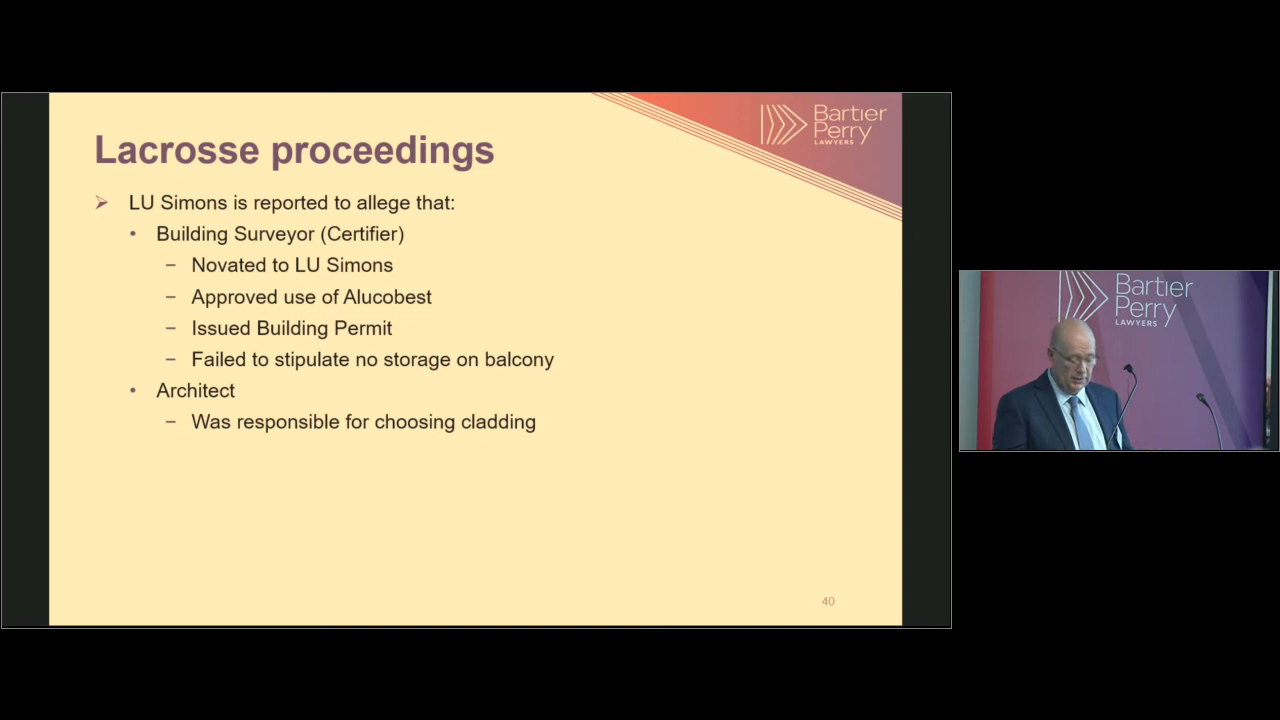 Bartier
Perry
LAWYERS
Lacrosse proceedings
➢ LU Simons is reported to allege that:
• Building Surveyor (Certifier)
– Novated to LU Simons
– Approved use of Alucobest
– Issued Building Permit
– Failed to stipulate no storage on balcony
• Architect
– Was responsible for choosing cladding
40
Bartier
Perry
LAWYERS